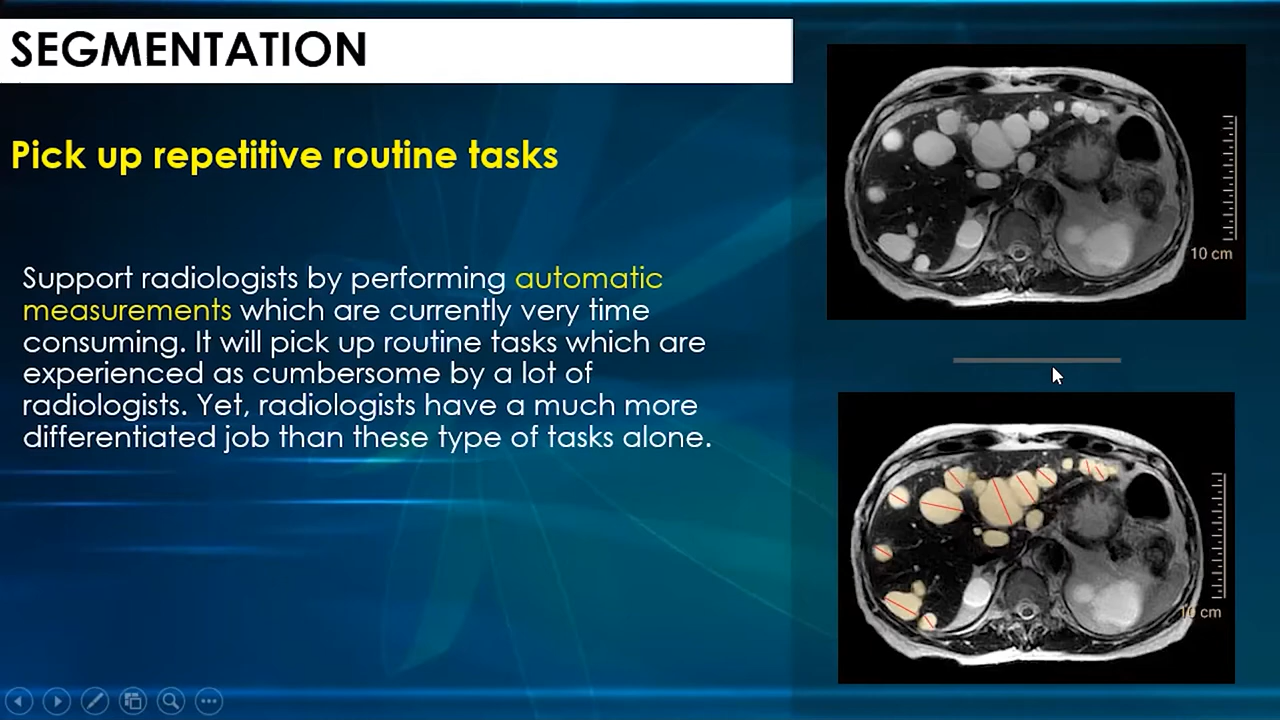 SEGMENTATION
Pick up repetitive routine tasks
Support radiologists by performing automatic
measurements which are currently very time
consuming. It will pick up routine tasks which are
experienced as cumbersome by a lot of
radiologists. Yet, radiologists have a much more
differentiated job than these type of tasks alone.
10 cm
10 cm